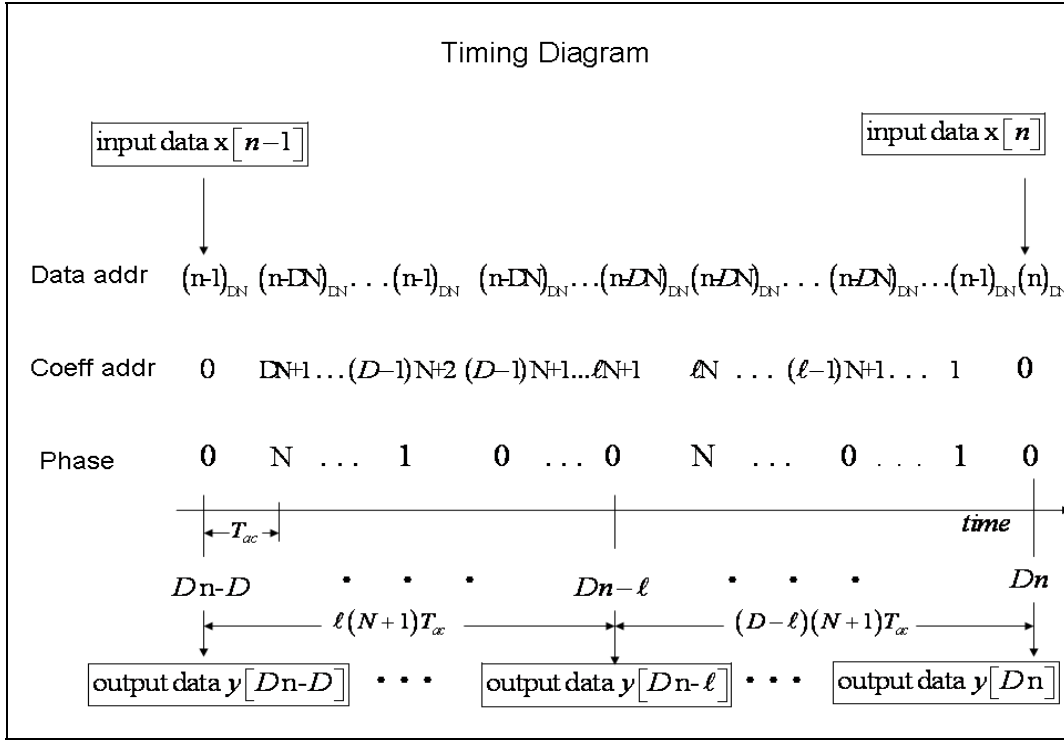 Timing Diagram
input data x[n−1]
input data x[n]
Data addr (n-1)DN (n-DN)DN . . . (n-1)DN (n-DN)DN ... (n-DN)DN (n-DN)DN . . . (n-DN)DN ... (n-1)DN (n)DN
Coeff addr 0 DN+1 ... (D−1)N+2 (D−1)N+1 ... ℓN+1 ℓN . . . (ℓ−1)N+1 . . . 1 0
Phase 0 N . . . 1 0 . . . 0 N . . . 0 . . . 1 0
Tac
time
Dn-D • • • Dn−ℓ • • • Dn
ℓ(N+1)Tac (D−ℓ)(N+1)Tac
output data y[Dn-D] • • • output data y[Dn-ℓ] • • • output data y[Dn]